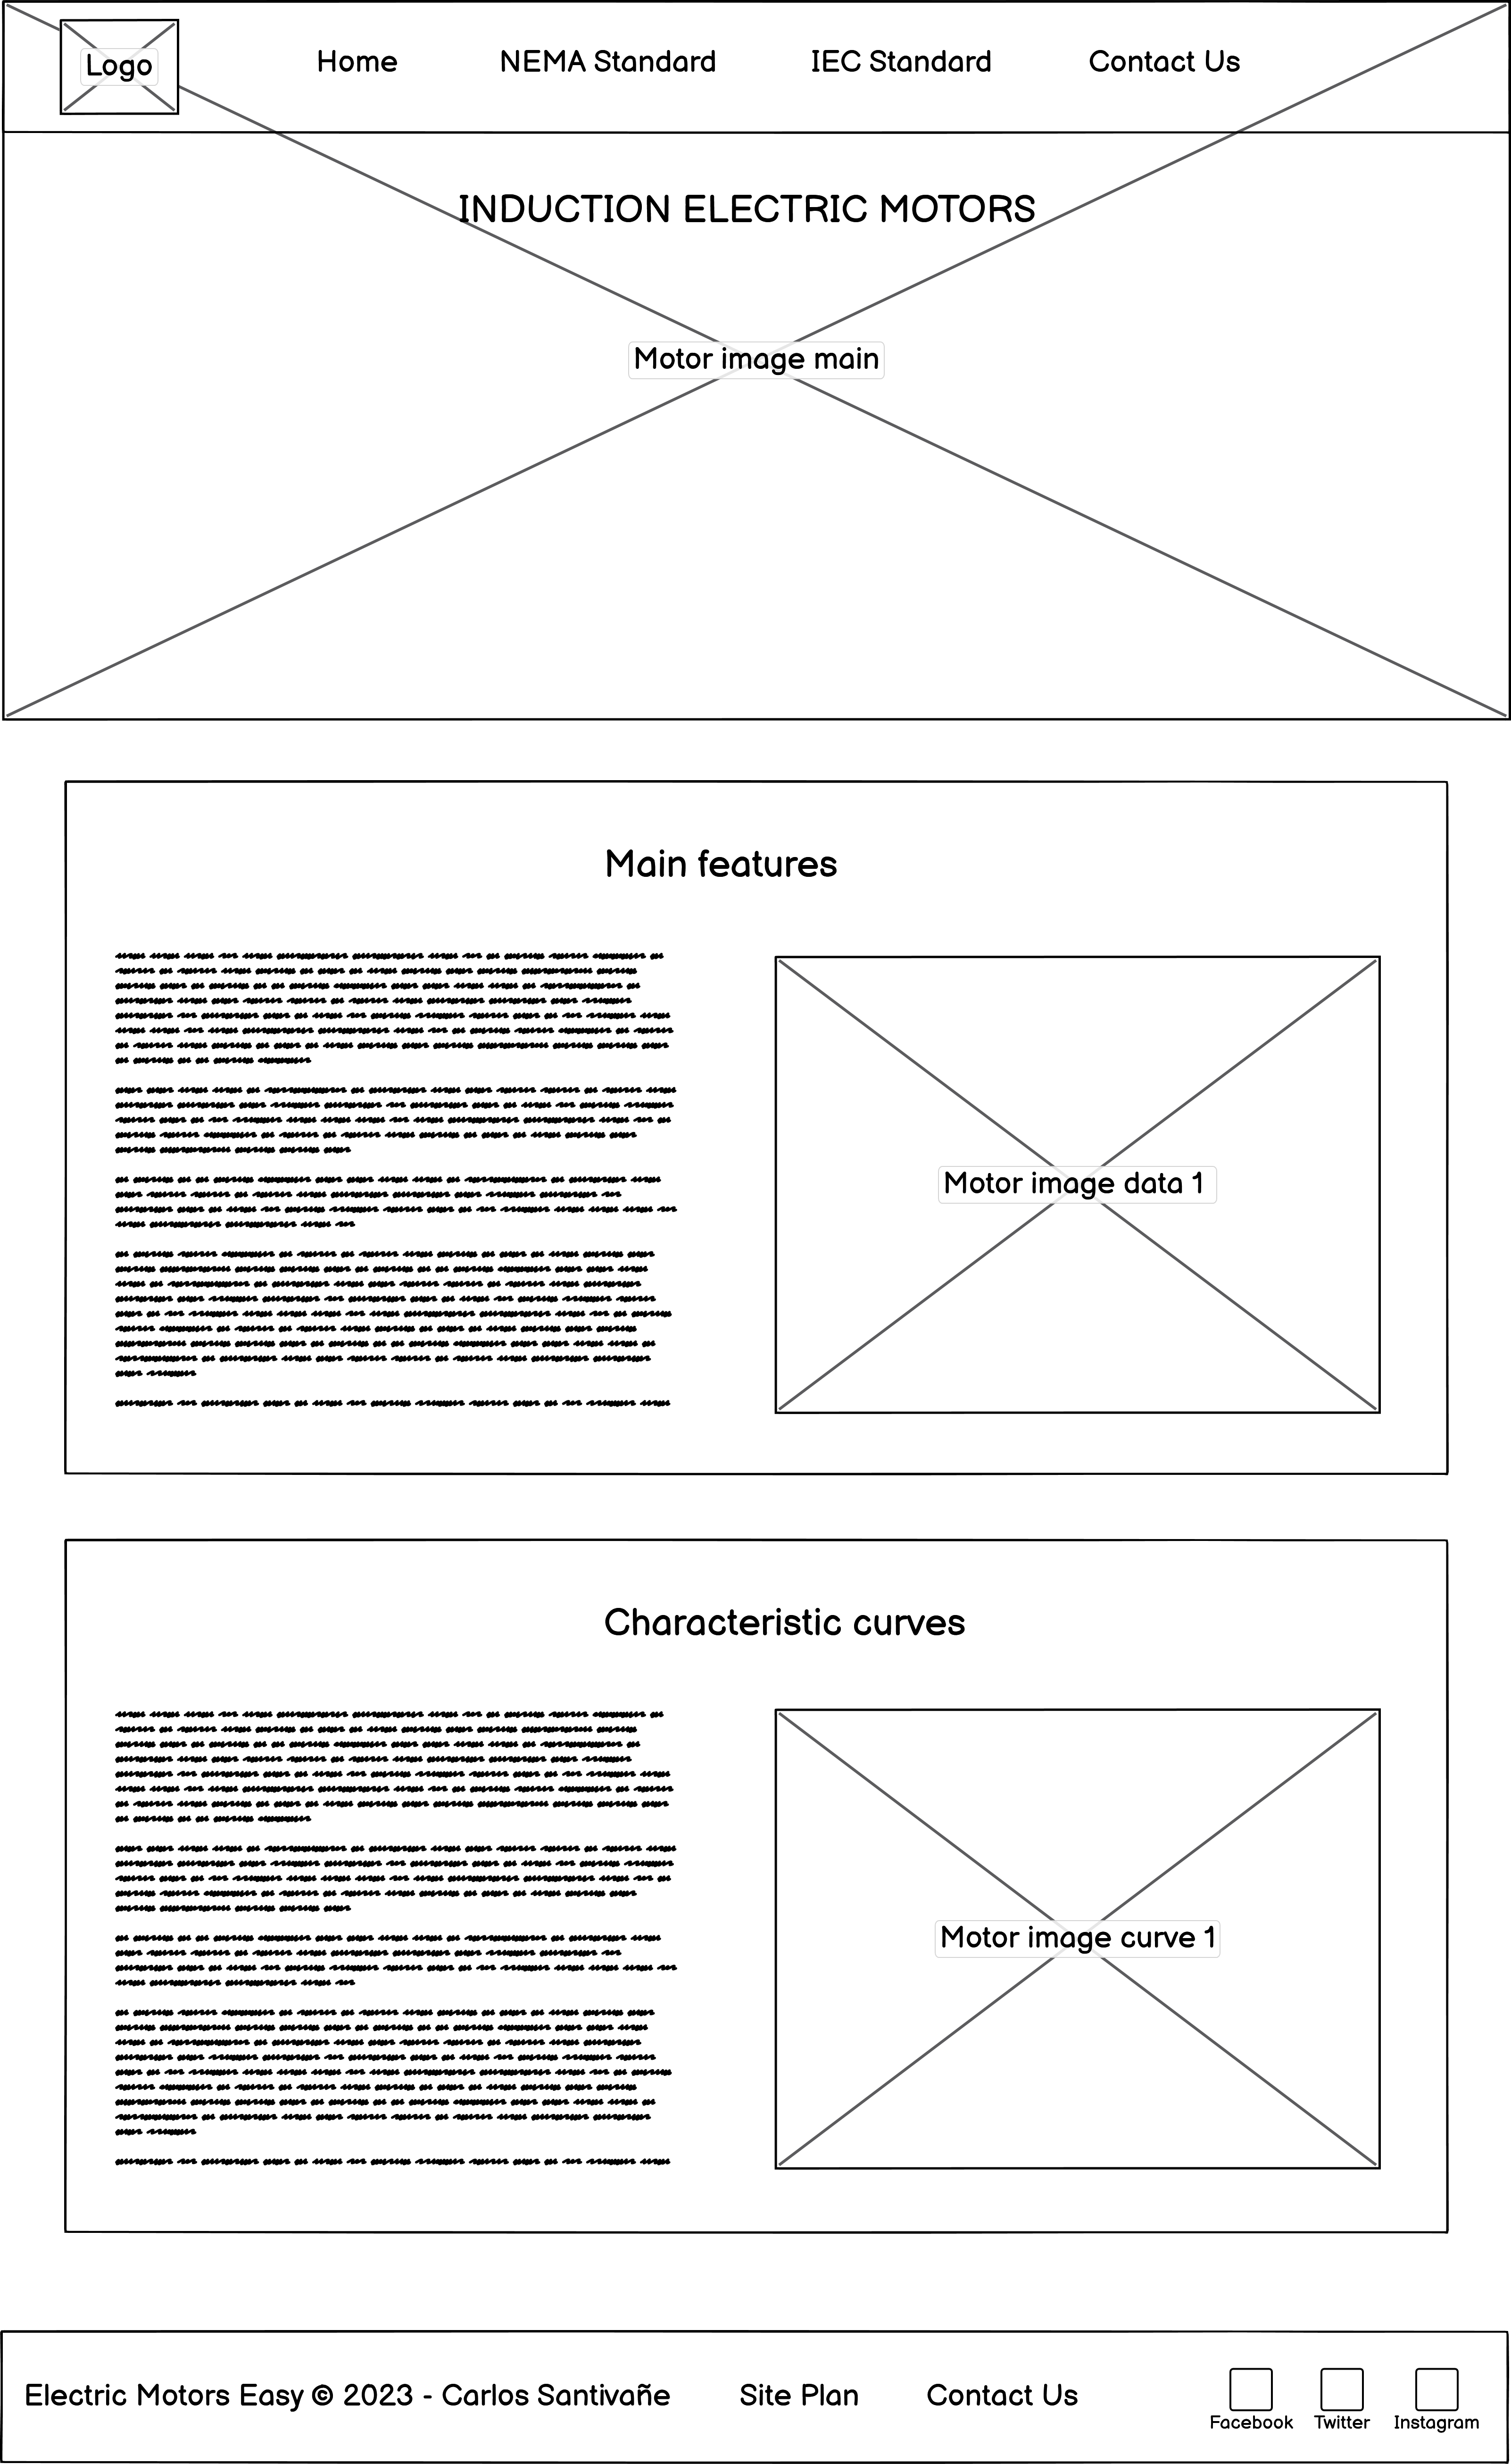 Logo
Home NEMA Standard IEC Standard Contact Us
INDUCTION ELECTRIC MOTORS
Motor image main
Main features
Motor image data 1
Characteristic curves
Motor image curve 1
Electric Motors Easy © 2023 - Carlos Santivañe Site Plan Contact Us
Facebook Twitter Instagram